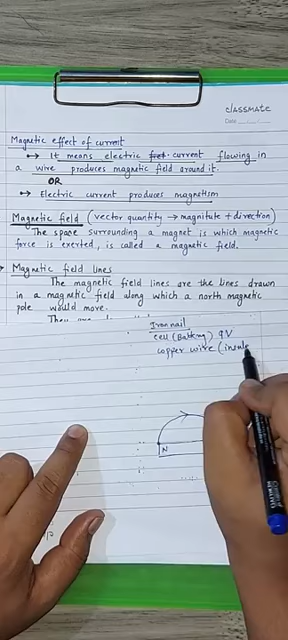 classmate
Date
Magnetic effect of current
↦ It means electric current flowing in
a wire produces magnetic field around it.
OR
↦ Electric current produces magnetism
Magnetic field (vector quantity → magnitute + direction)
The space surrounding a magnet is which magnetic
force is exerted, is called a magnetic field.
Magnetic field lines
The magnetic field lines are the lines drawn
in a magnetic field along which a north magnetic
pole would move.
Iron nail
cell (Battery) 9V
copper wire (insule
N